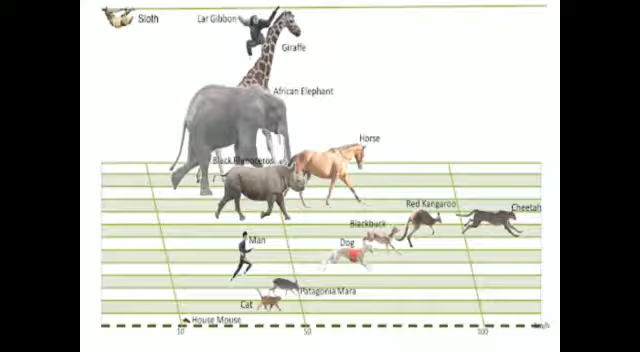 Sloth
Lar Gibbon
Giraffe
African Elephant
Horse
Black Rhinoceros
Red Kangaroo
Cheetah
Blackbuck
Man
Dog
Patagonia Mara
Cat
House Mouse
10
50
100
km/h